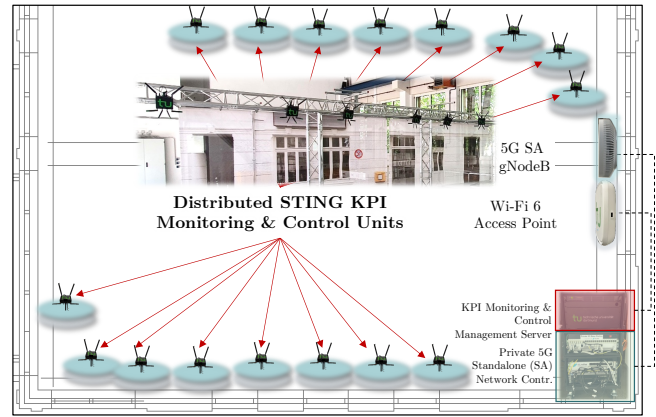 5G SA
gNodeB
Distributed STING KPI
Monitoring & Control Units
Wi-Fi 6
Access Point
KPI Monitoring &
Control
Management Server
Private 5G
Standalone (SA)
Network Contr.